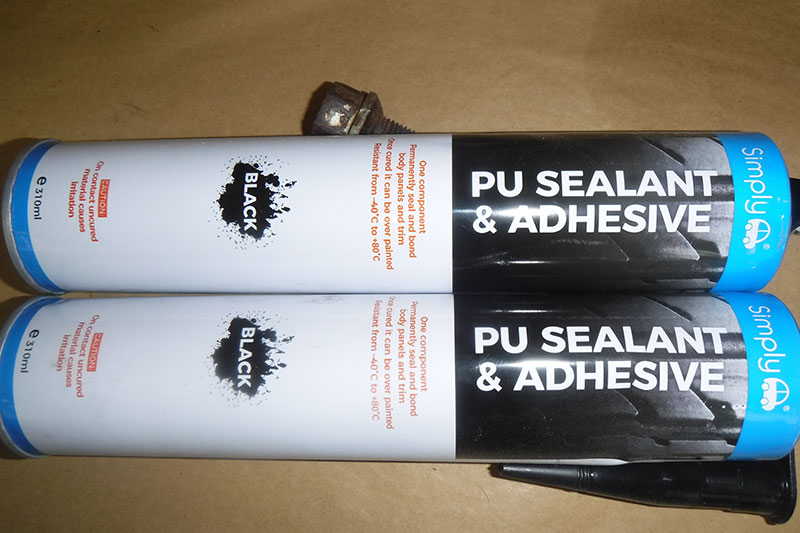 Simply
®
PU SEALANT
& ADHESIVE
One component
Permanently seal and bond
body panels and trim
Once cured it can be over painted
Resistant from –40°C to +80°C
BLACK
CAUTION
On contact uncured
material causes
irritation
e 310ml
Simply
®
PU SEALANT
& ADHESIVE
One component
Permanently seal and bond
body panels and trim
Once cured it can be over painted
Resistant from –40°C to +80°C
BLACK
CAUTION
On contact uncured
material causes
irritation
e 310ml